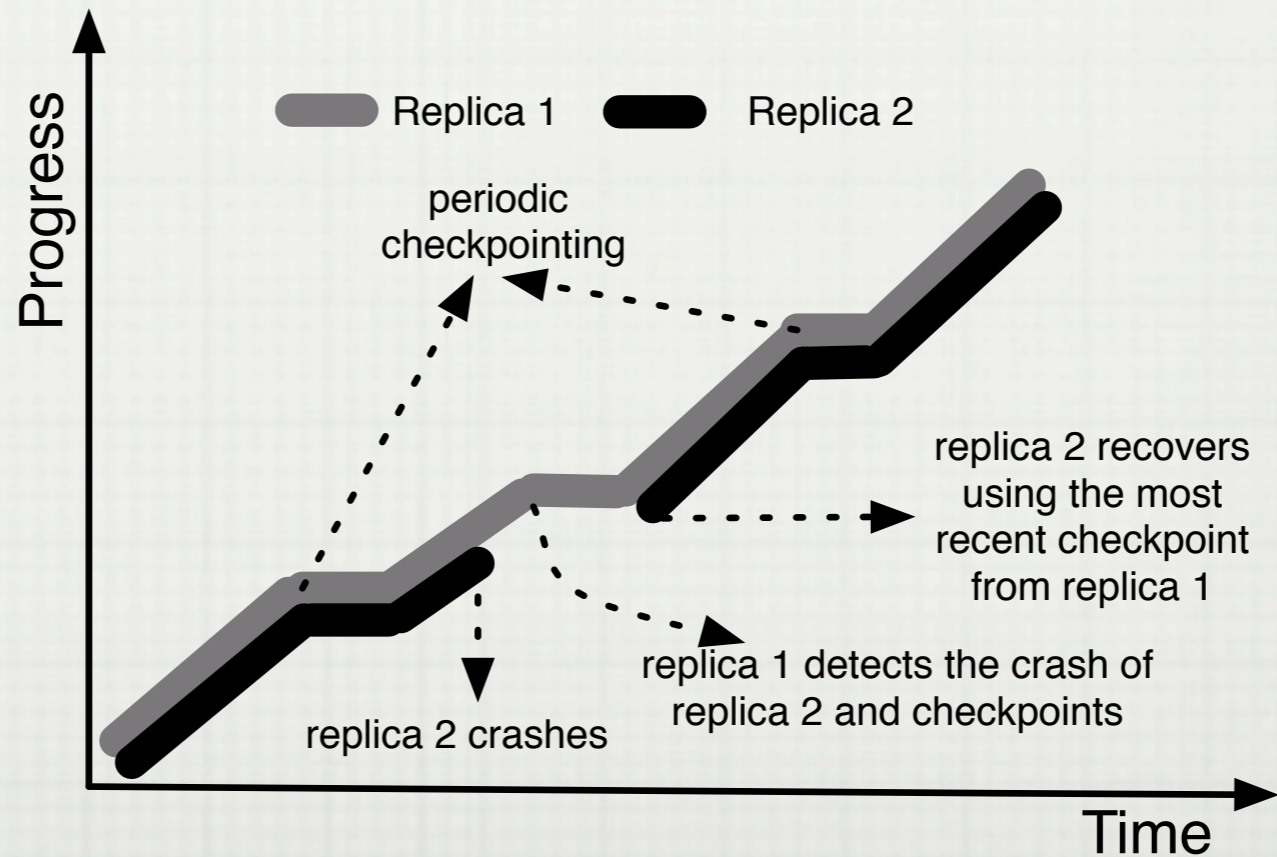 Progress
Replica 1
Replica 2
periodic
checkpointing
replica 2 recovers
using the most
recent checkpoint
from replica 1
replica 1 detects the crash of
replica 2 and checkpoints
replica 2 crashes
Time